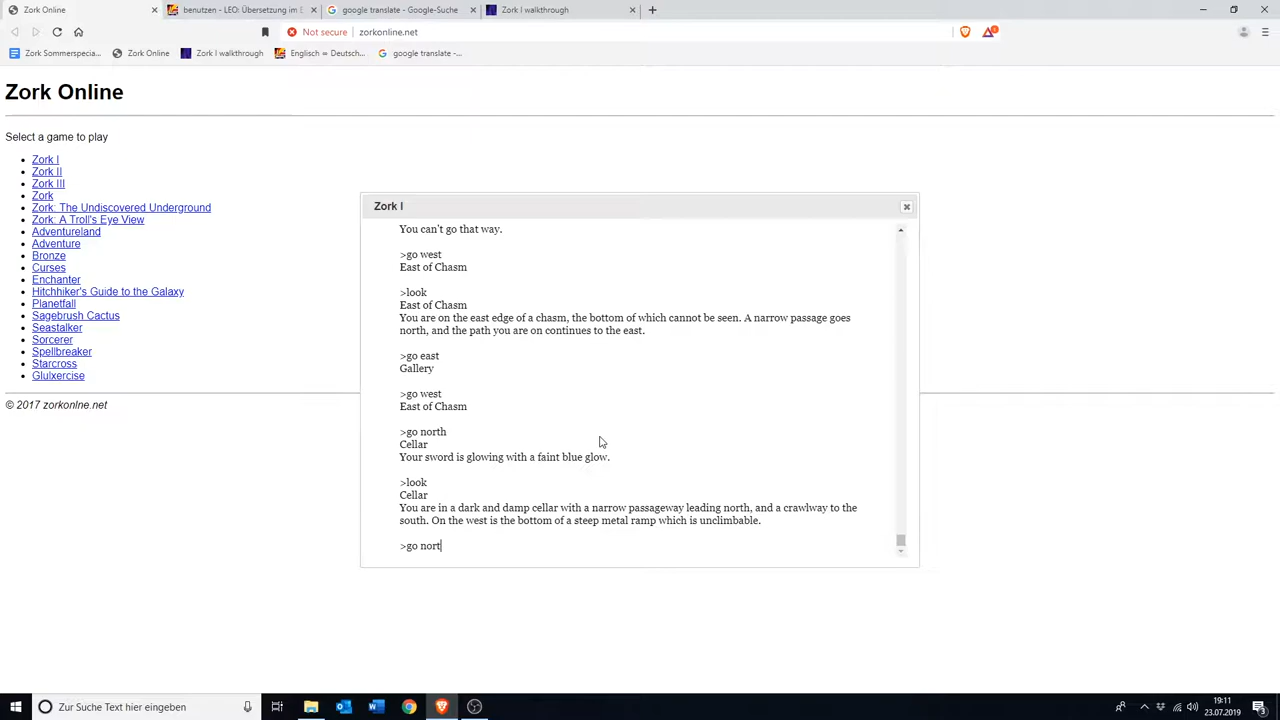 Zork Online
benutzen - LEO: Übersetzung im E
google translate - Google-Suche
Zork I walkthrough
Not secure
zorkonline.net
Zork Sommerspecia...
Zork Online
Zork I walkthrough
Englisch ⇔ Deutsch...
google translate -...
Zork Online
Select a game to play
Zork I
Zork II
Zork III
Zork
Zork: The Undiscovered Underground
Zork: A Troll's Eye View
Adventureland
Adventure
Bronze
Curses
Enchanter
Hitchhiker's Guide to the Galaxy
Planetfall
Sagebrush Cactus
Seastalker
Sorcerer
Spellbreaker
Starcross
Glulxercise
© 2017 zorkonlne.net
Zork I
You can't go that way.
>go west
East of Chasm
>look
East of Chasm
You are on the east edge of a chasm, the bottom of which cannot be seen. A narrow passage goes
north, and the path you are on continues to the east.
>go east
Gallery
>go west
East of Chasm
>go north
Cellar
Your sword is glowing with a faint blue glow.
>look
Cellar
You are in a dark and damp cellar with a narrow passageway leading north, and a crawlway to the
south. On the west is the bottom of a steep metal ramp which is unclimbable.
>go nort
Zur Suche Text hier eingeben
19:11
23.07.2019